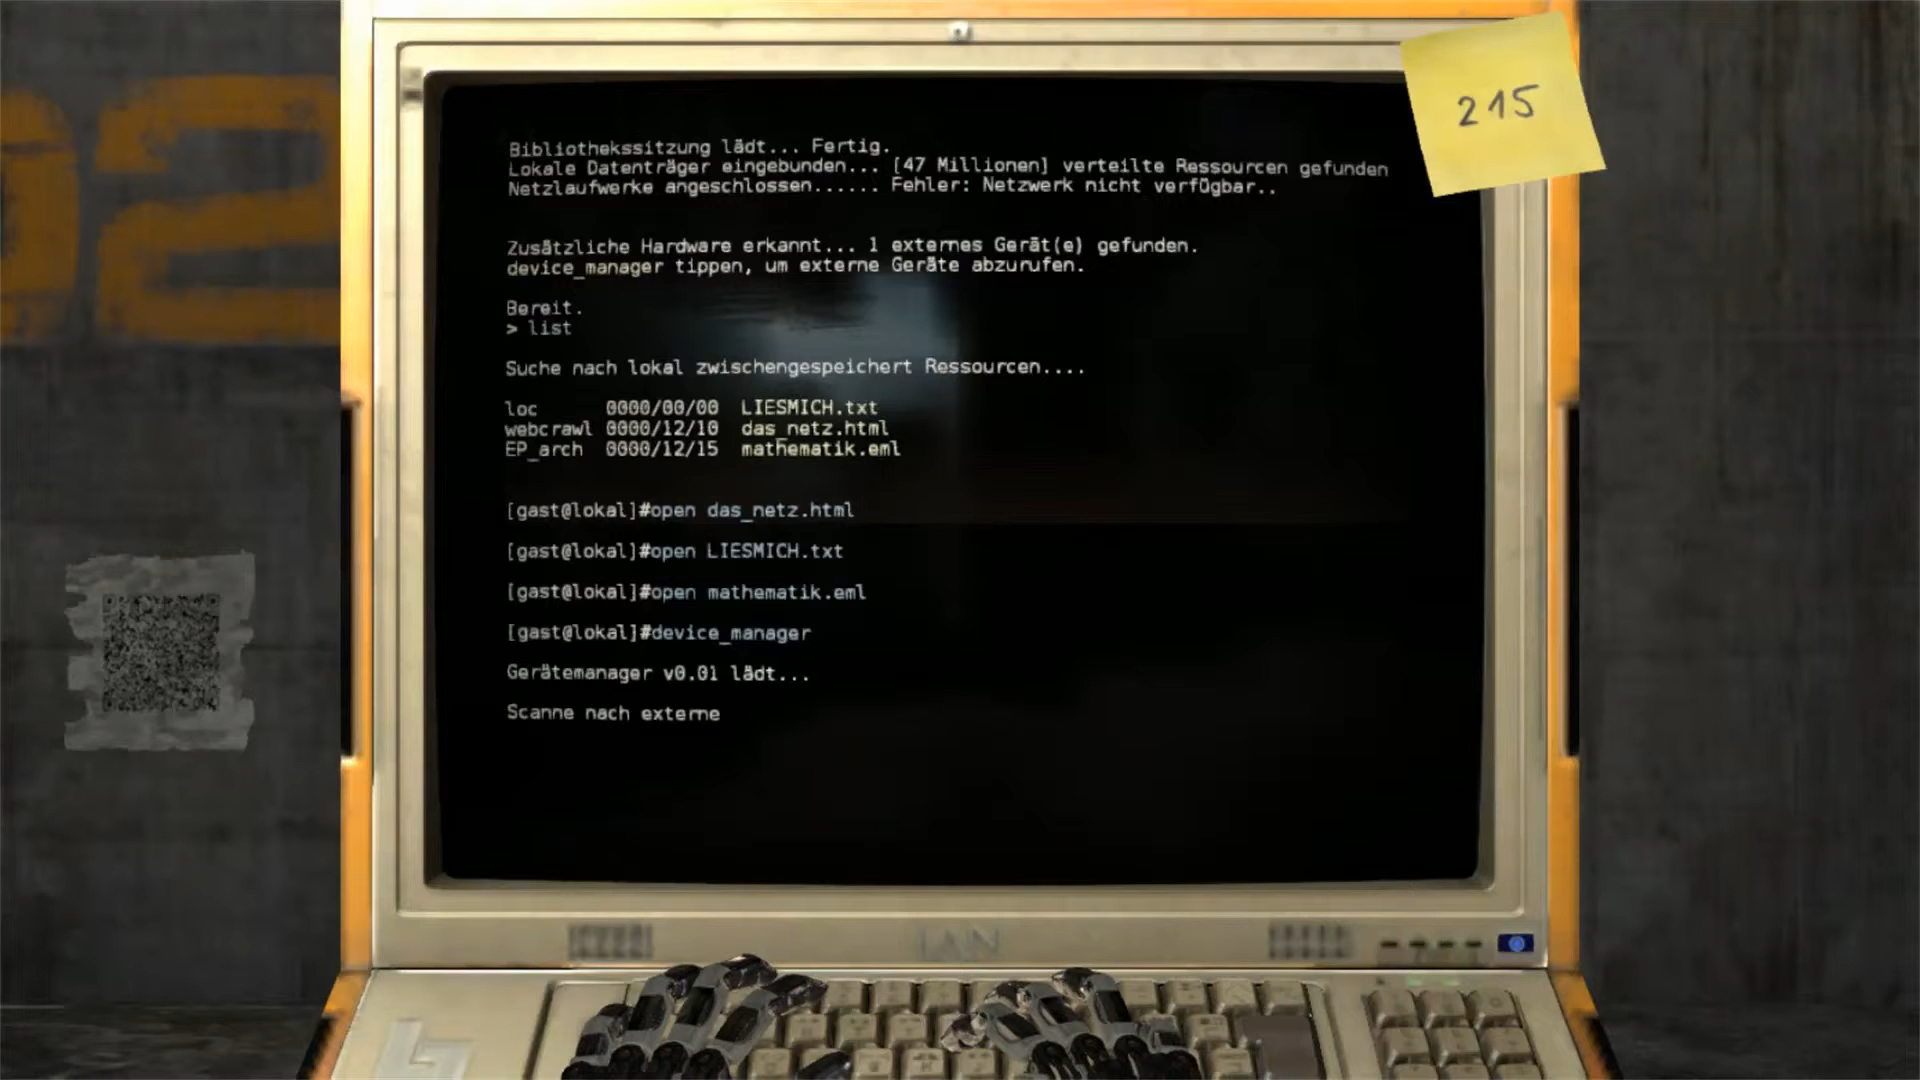 02
215
Bibliothekssitzung lädt... Fertig.
Lokale Datenträger eingebunden... [47 Millionen] verteilte Ressourcen gefunden
Netzlaufwerke angeschlossen...... Fehler: Netzwerk nicht verfügbar..
Zusätzliche Hardware erkannt... 1 externes Gerät(e) gefunden.
device_manager tippen, um externe Geräte abzurufen.
Bereit.
> list
Suche nach lokal zwischengespeichert Ressourcen....
loc 0000/00/00 LIESMICH.txt
webcrawl 0000/12/10 das_netz.html
EP_arch 0000/12/15 mathematik.eml
[gast@lokal]#open das_netz.html
[gast@lokal]#open LIESMICH.txt
[gast@lokal]#open mathematik.eml
[gast@lokal]#device_manager
Gerätemanager v0.01 lädt...
Scanne nach externe
IAN